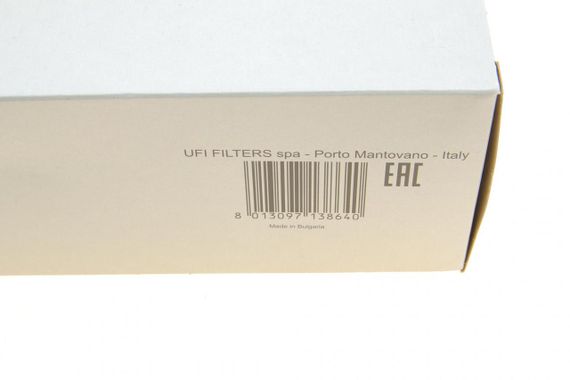 UFI FILTERS spa - Porto Mantovano - Italy
EAC
8 013097 138640
Made in Bulgaria